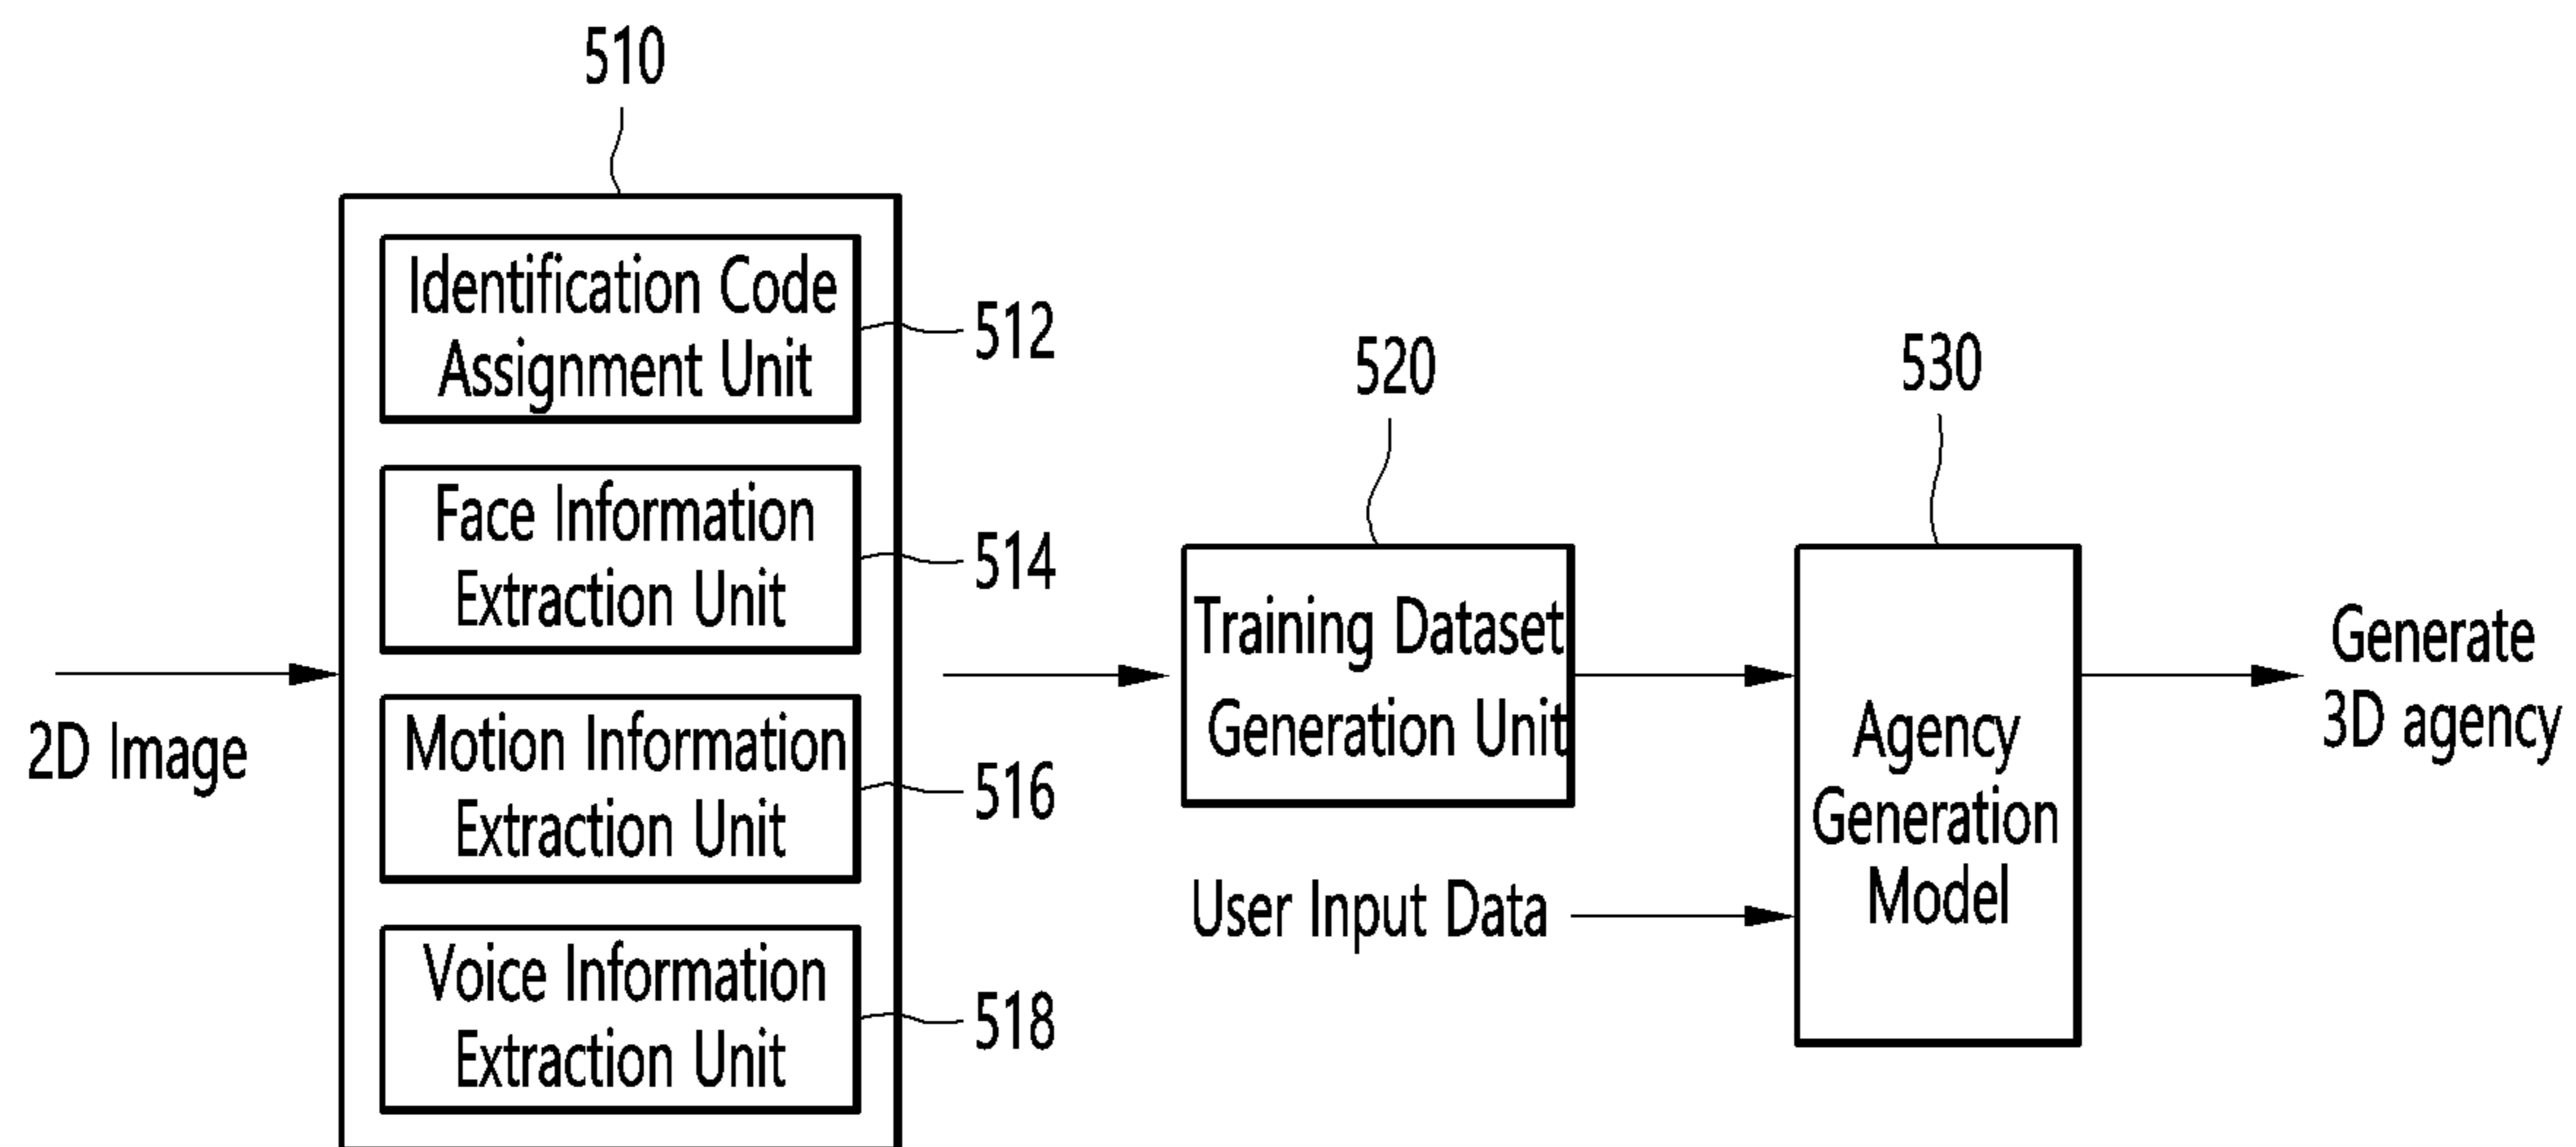 510
Identification Code
Assignment Unit
512
Face Information
Extraction Unit
514
Motion Information
Extraction Unit
516
Voice Information
Extraction Unit
518
2D Image
520
Training Dataset
Generation Unit
User Input Data
530
Agency
Generation
Model
Generate
3D agency